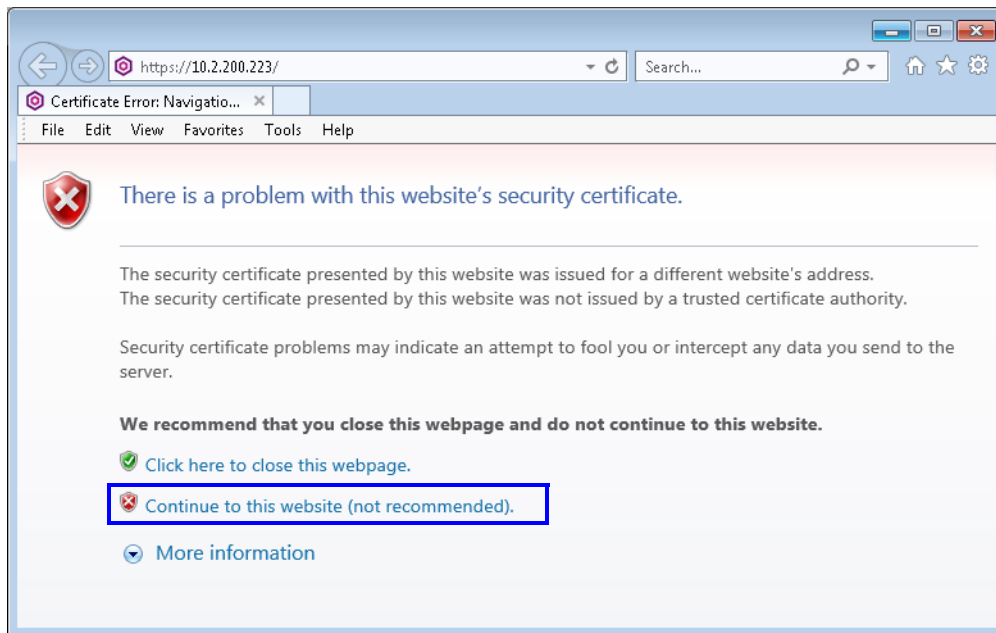 https://10.2.200.223/
Search...
Certificate Error: Navigatio...
File Edit View Favorites Tools Help
There is a problem with this website's security certificate.
The security certificate presented by this website was issued for a different website's address.
The security certificate presented by this website was not issued by a trusted certificate authority.
Security certificate problems may indicate an attempt to fool you or intercept any data you send to the
server.
We recommend that you close this webpage and do not continue to this website.
Click here to close this webpage.
Continue to this website (not recommended).
More information